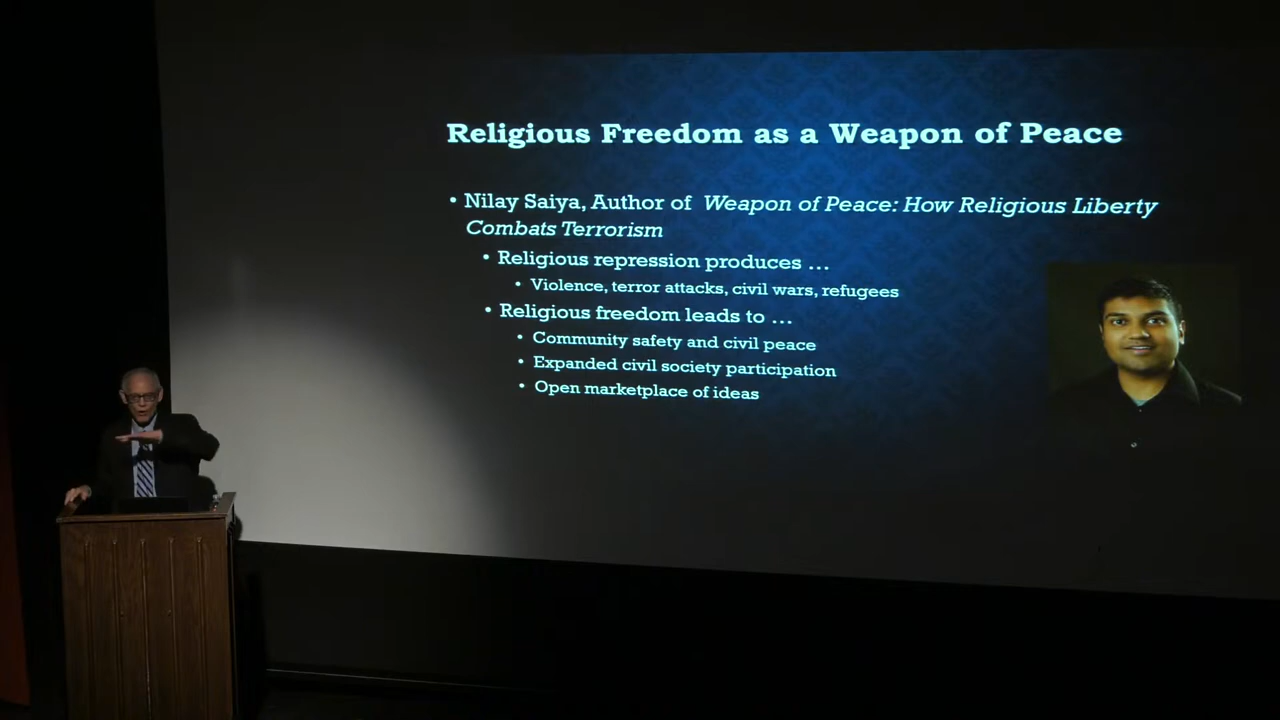 Religious Freedom as a Weapon of Peace
• Nilay Saiya, Author of Weapon of Peace: How Religious Liberty
Combats Terrorism
• Religious repression produces ...
• Violence, terror attacks, civil wars, refugees
• Religious freedom leads to ...
• Community safety and civil peace
• Expanded civil society participation
• Open marketplace of ideas